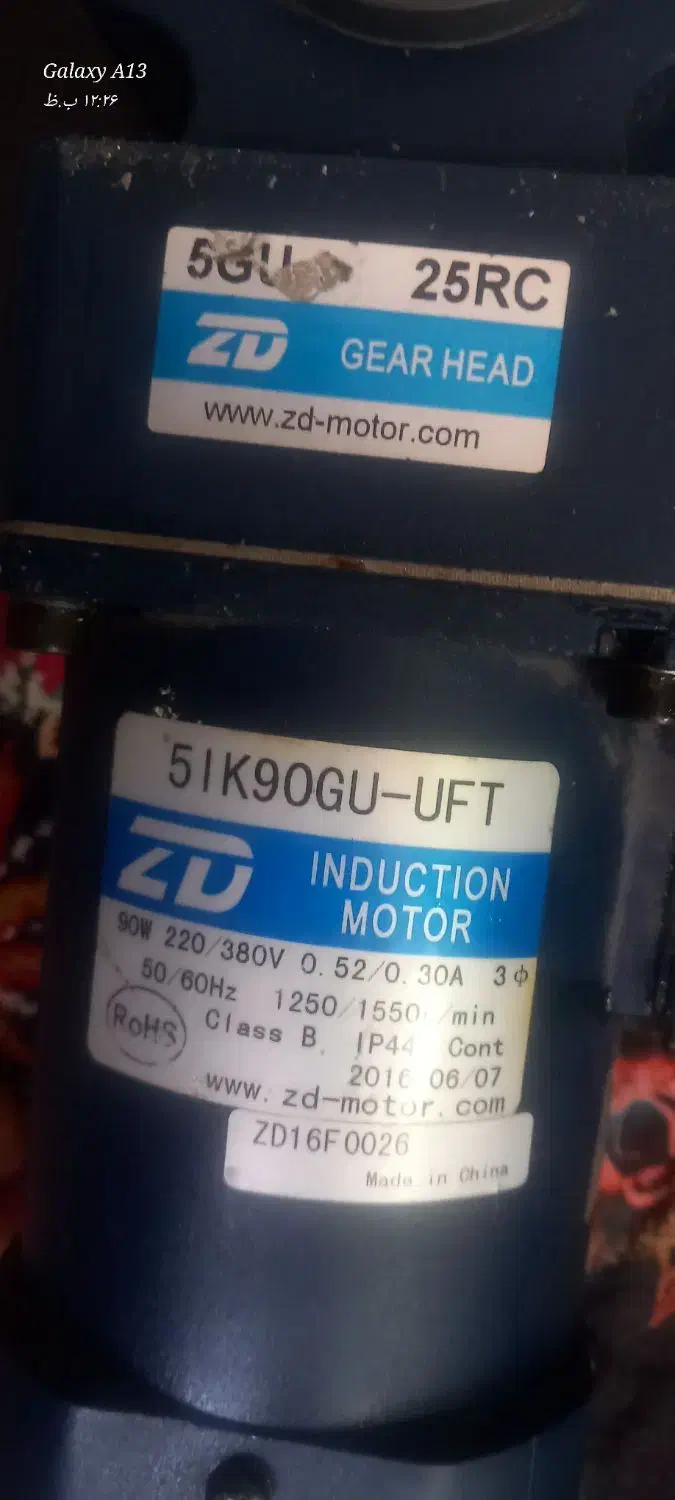 Galaxy A13
۱۲:۲۶ ب.ظ
5GU 25RC
ZD GEAR HEAD
www.zd-motor.com
5IK90GU-UFT
ZD INDUCTION
MOTOR
90W 220/380V 0.52/0.30A 3ф
50/60Hz 1250/1550 /min
RoHS Class B. IP44 Cont
2016 06/07
www.zd-motor.com
ZD16F0026
Made in China